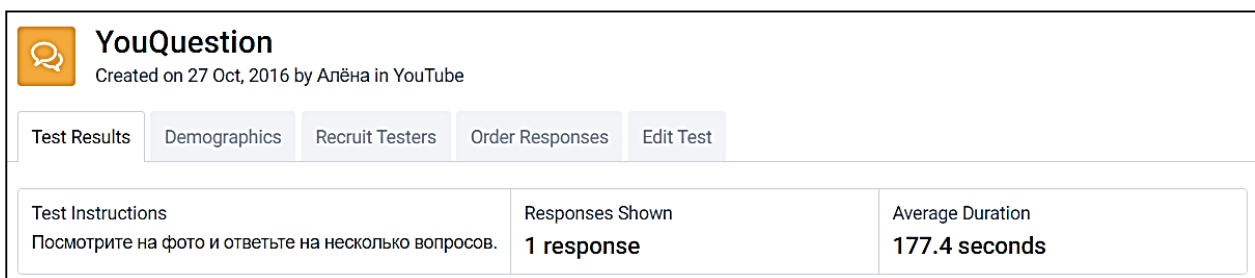 YouQuestion
Created on 27 Oct, 2016 by Алёна in YouTube
Test Results Demographics Recruit Testers Order Responses Edit Test
Test Instructions Responses Shown Average Duration
Посмотрите на фото и ответьте на несколько вопросов. 1 response 177.4 seconds